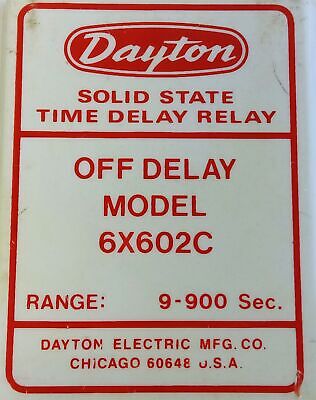 Dayton
SOLID STATE
TIME DELAY RELAY
OFF DELAY
MODEL
6X602C
RANGE: 9-900 Sec.
DAYTON ELECTRIC MFG. CO.
CHICAGO 60648 U.S.A.